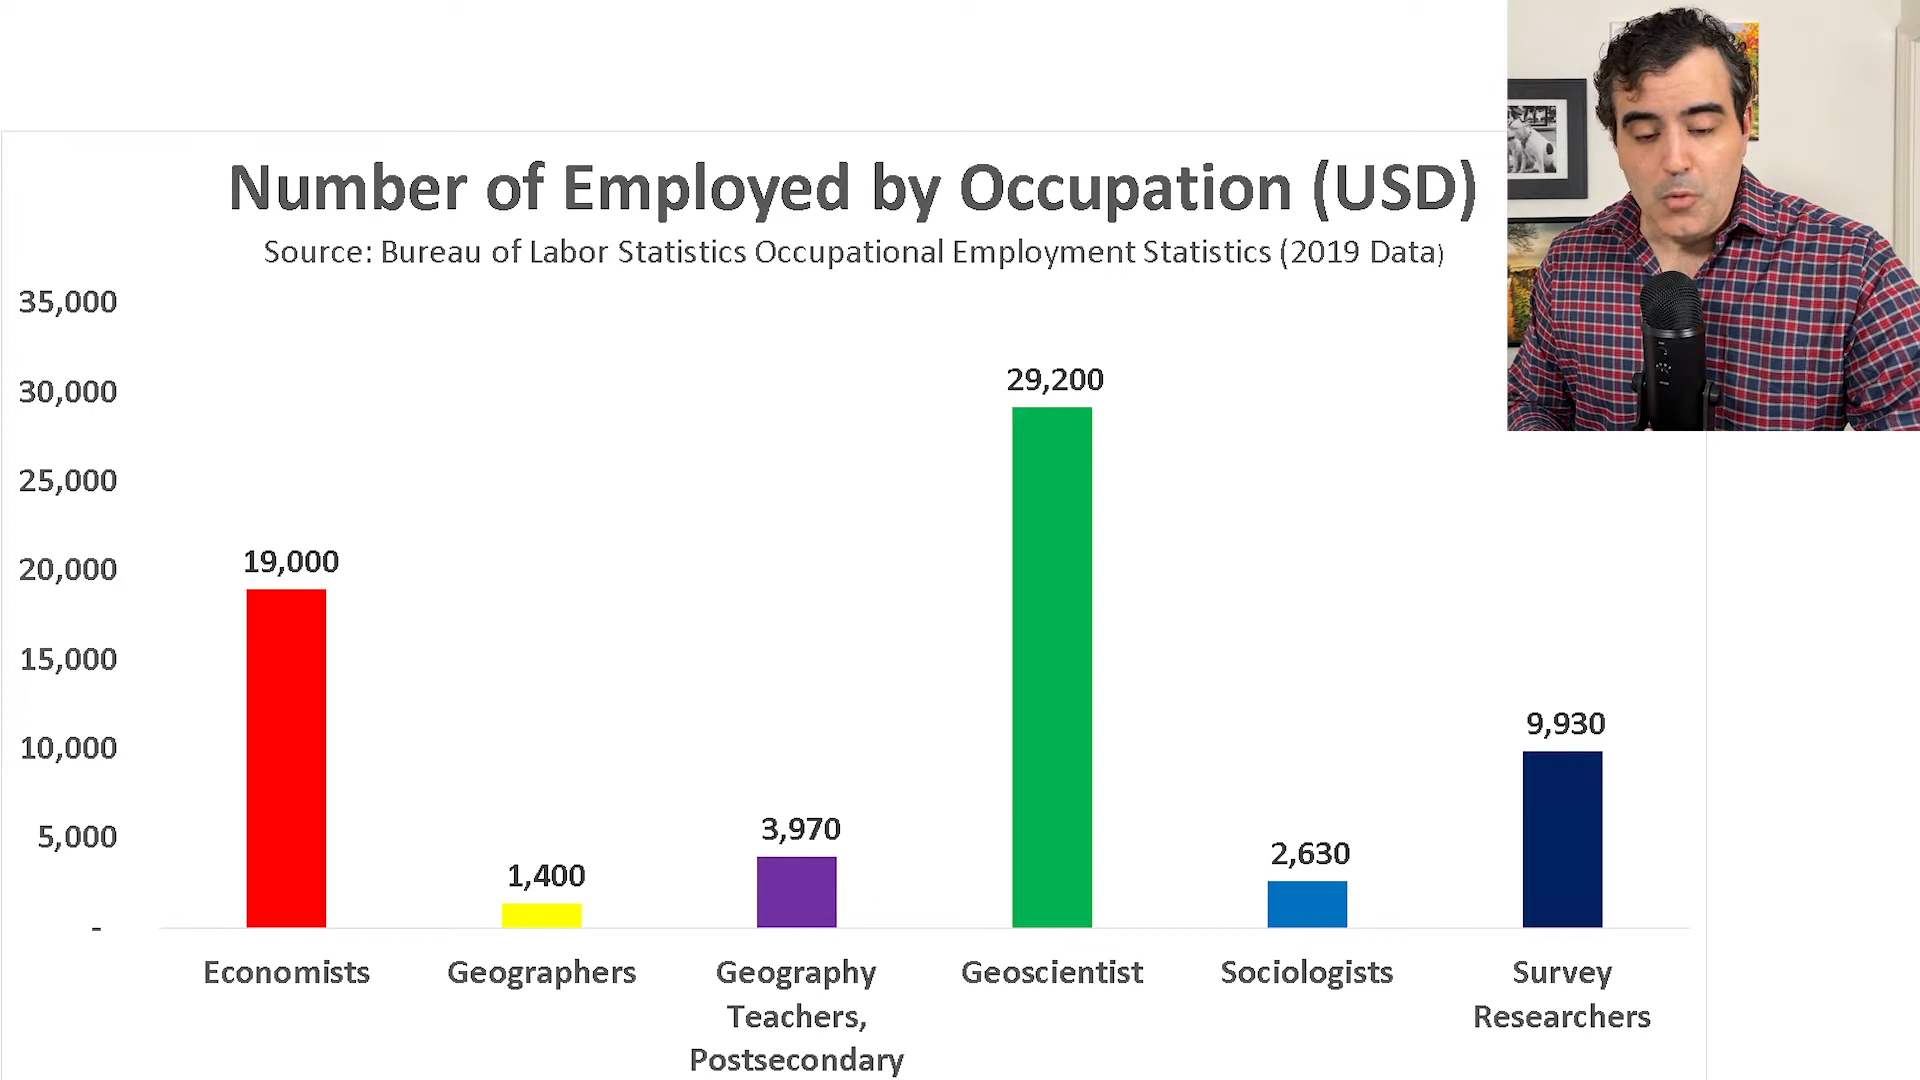 Number of Employed by Occupation (USD)
Source: Bureau of Labor Statistics Occupational Employment Statistics (2019 Data)
35,000
30,000
25,000
20,000
15,000
10,000
5,000
-
19,000
1,400
3,970
29,200
2,630
9,930
Economists
Geographers
Geography
Teachers,
Postsecondary
Geoscientist
Sociologists
Survey
Researchers